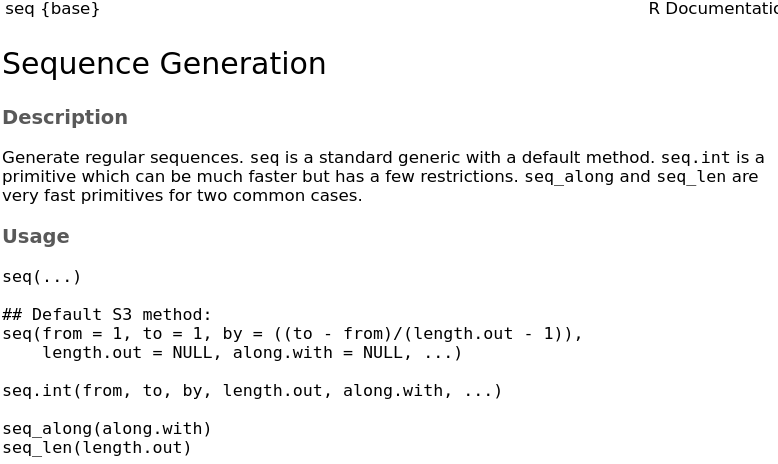 seq {base}
R Documentatic
Sequence Generation
Description
Generate regular sequences. seq is a standard generic with a default method. seq.int is a
primitive which can be much faster but has a few restrictions. seq_along and seq_len are
very fast primitives for two common cases.
Usage
seq(...)
## Default S3 method:
seq(from = 1, to = 1, by = ((to - from)/(length.out - 1)),
    length.out = NULL, along.with = NULL, ...)
seq.int(from, to, by, length.out, along.with, ...)
seq_along(along.with)
seq_len(length.out)